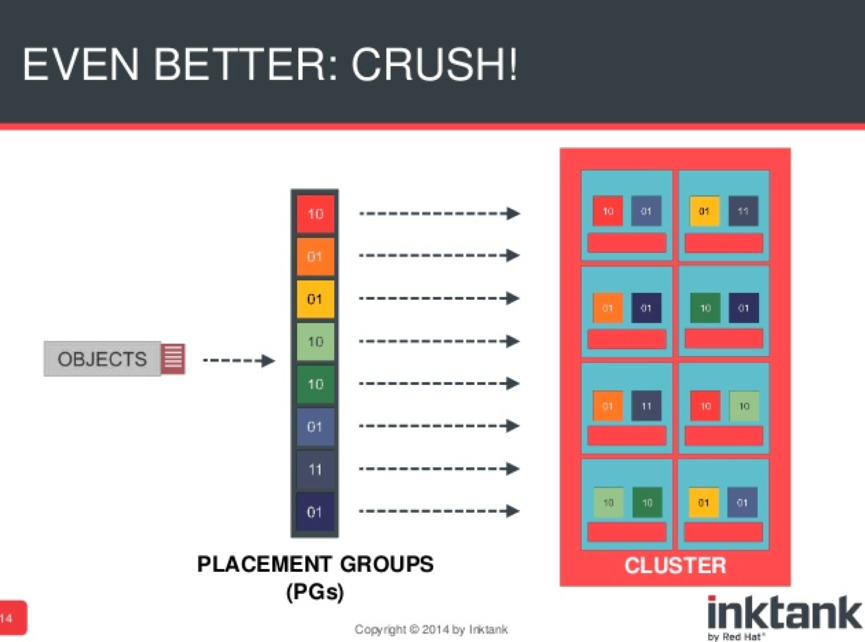 EVEN BETTER: CRUSH!
OBJECTS
10
01
01
10
10
01
11
01
PLACEMENT GROUPS
(PGs)
10 01 01 11
01 01 10 01
01 11 10 10
10 10 01 01
CLUSTER
14
Copyright © 2014 by Inktank
inktank
by Red Hat®